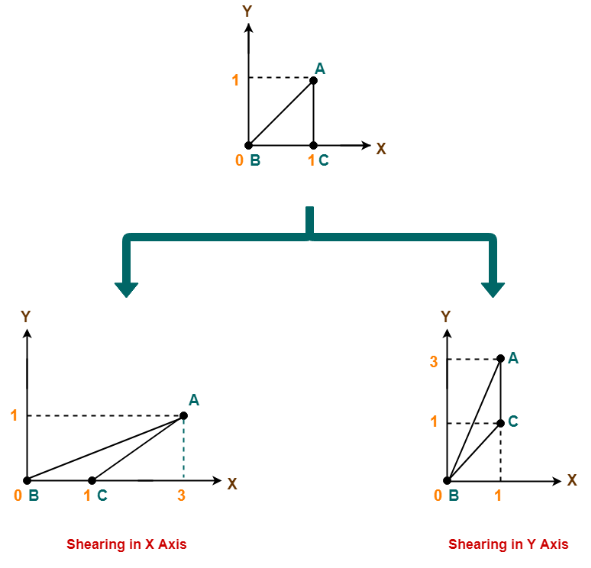 Y
A
1
X
0 B 1 C
Y
A
1
X
0 B 1 C 3
Shearing in X Axis
Y
3 A
1 C
X
0 B 1
Shearing in Y Axis